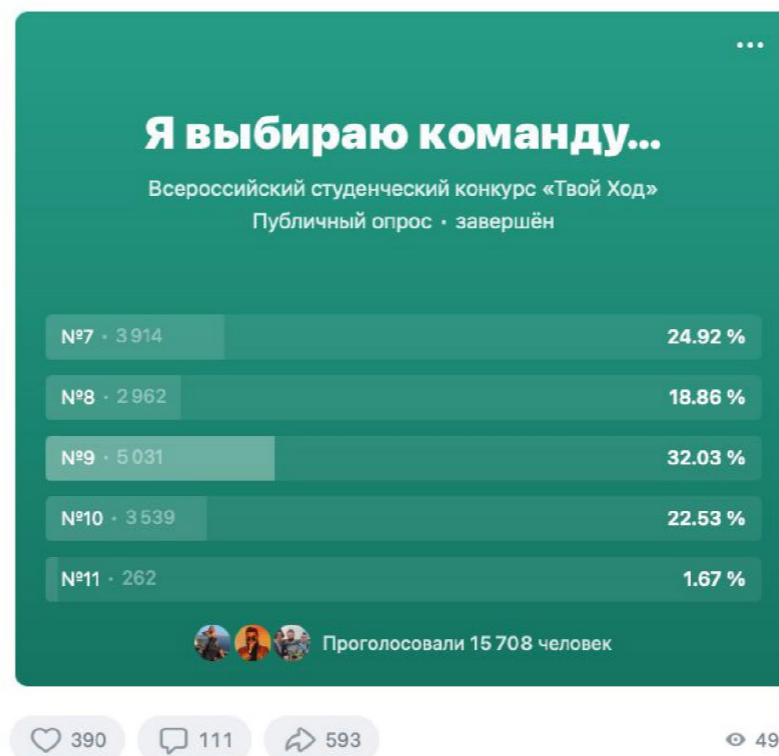 Я выбираю команду...
Всероссийский студенческий конкурс «Твой Ход»
Публичный опрос · завершён
№7 · 3 914 24.92 %
№8 · 2 962 18.86 %
№9 · 5 031 32.03 %
№10 · 3 539 22.53 %
№11 · 262 1.67 %
Проголосовали 15 708 человек
390 111 593 49